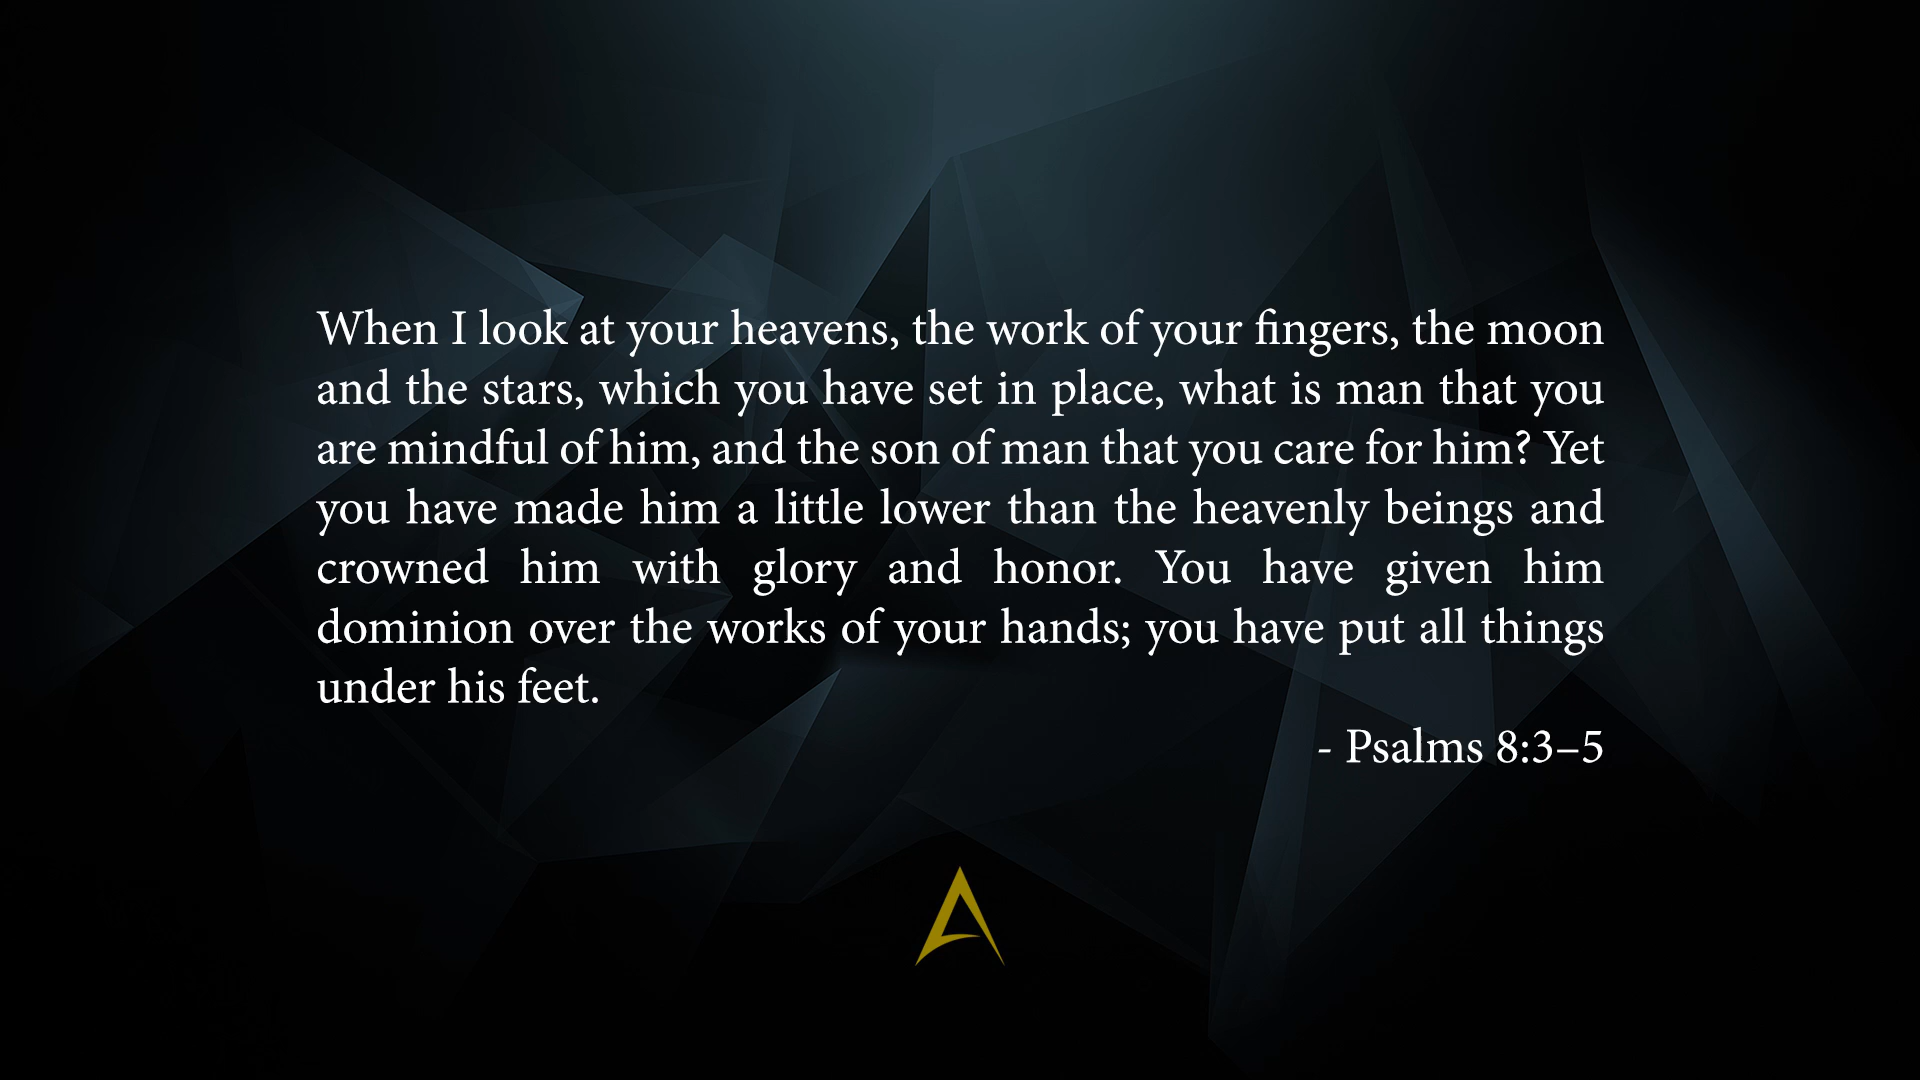 When I look at your heavens, the work of your fingers, the moon
and the stars, which you have set in place, what is man that you
are mindful of him, and the son of man that you care for him? Yet
you have made him a little lower than the heavenly beings and
crowned him with glory and honor. You have given him
dominion over the works of your hands; you have put all things
under his feet.
- Psalms 8:3–5